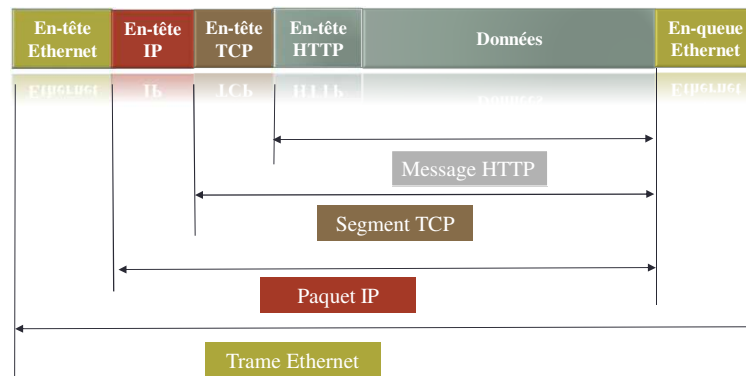 En-tête Ethernet
En-tête IP
En-tête TCP
En-tête HTTP
Données
En-queue Ethernet
Message HTTP
Segment TCP
Paquet IP
Trame Ethernet